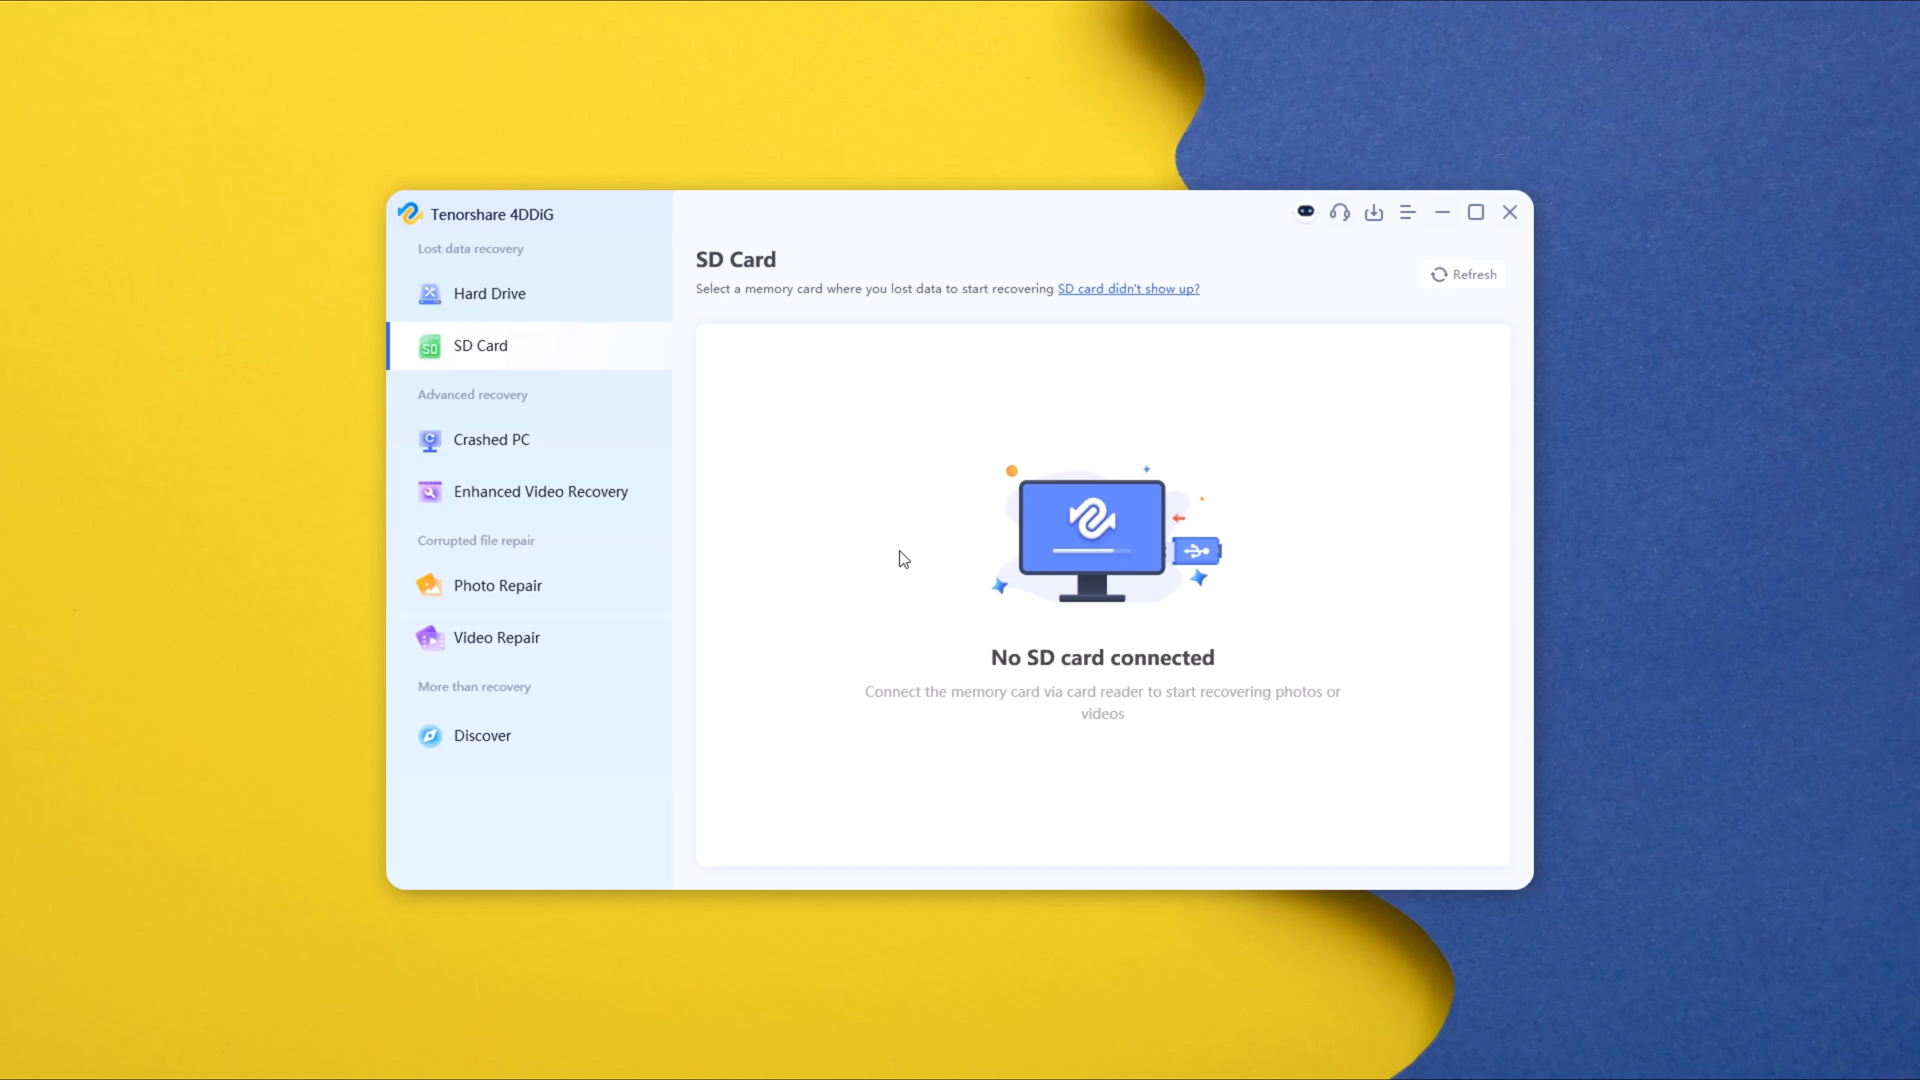 Tenorshare 4DDiG
Lost data recovery
Hard Drive
SD Card
Advanced recovery
Crashed PC
Enhanced Video Recovery
Corrupted file repair
Photo Repair
Video Repair
More than recovery
Discover
SD Card
Select a memory card where you lost data to start recovering SD card didn't show up?
Refresh
No SD card connected
Connect the memory card via card reader to start recovering photos or
videos